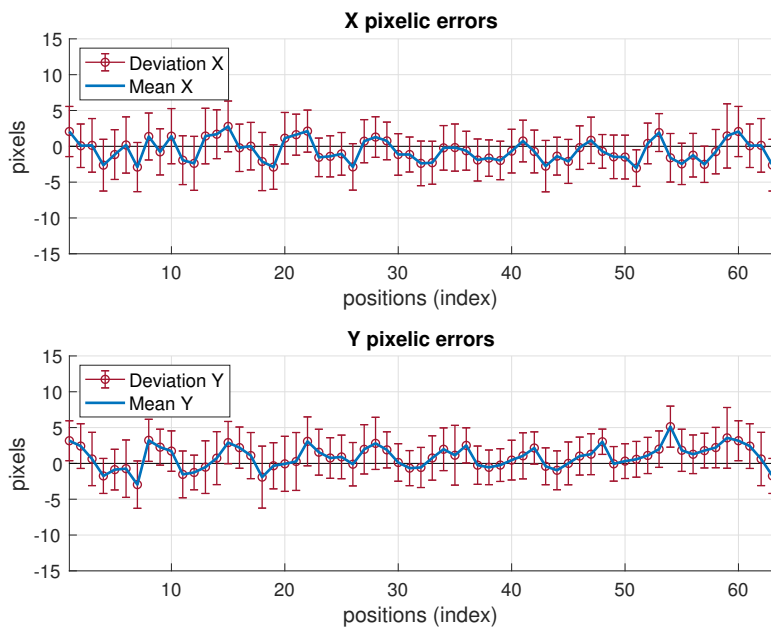 X pixelic errors
15
10
5
0
-5
-10
-15
pixels
Deviation X
Mean X
10 20 30 40 50 60
positions (index)
Y pixelic errors
15
10
5
0
-5
-10
-15
pixels
Deviation Y
Mean Y
10 20 30 40 50 60
positions (index)